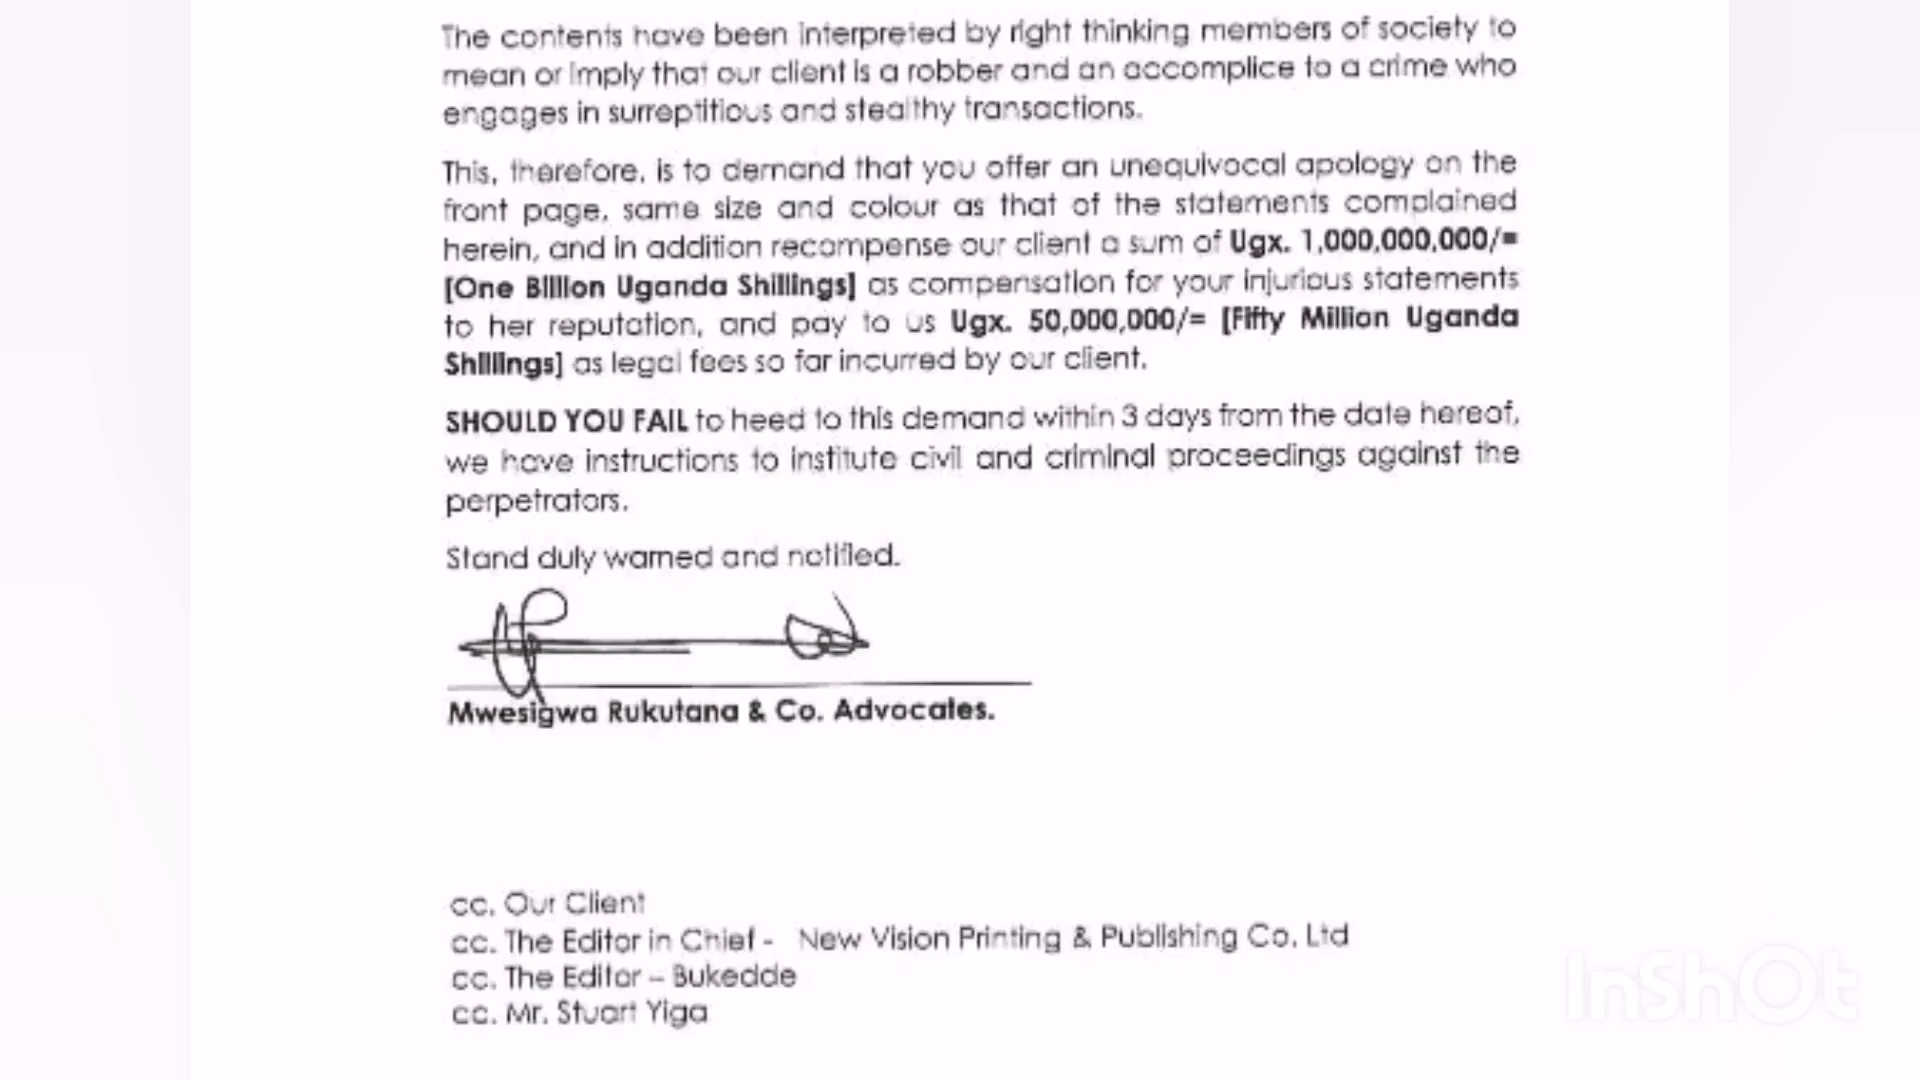 The contents have been interpreted by right thinking members of society to
mean or imply that our client is a robber and an accomplice to a crime who
engages in surreptitious and stealthy transactions.
This, therefore, is to demand that you offer an unequivocal apology on the
front page, same size and colour as that of the statements complained
herein, and in addition recompense our client a sum of Ugx. 1,000,000,000/=
[One Billion Uganda Shillings] as compensation for your injurious statements
to her reputation, and pay to us Ugx. 50,000,000/= [Fifty Million Uganda
Shillings] as legal fees so far incurred by our client.
SHOULD YOU FAIL to heed to this demand within 3 days from the date hereof,
we have instructions to institute civil and criminal proceedings against the
perpetrators.
Stand duly warned and notified.
Mwesigwa Rukutana & Co. Advocates.
cc. Our Client
cc. The Editor in Chief - New Vision Printing & Publishing Co. Ltd
cc. The Editor – Bukedde
cc. Mr. Stuart Yiga
InShOt